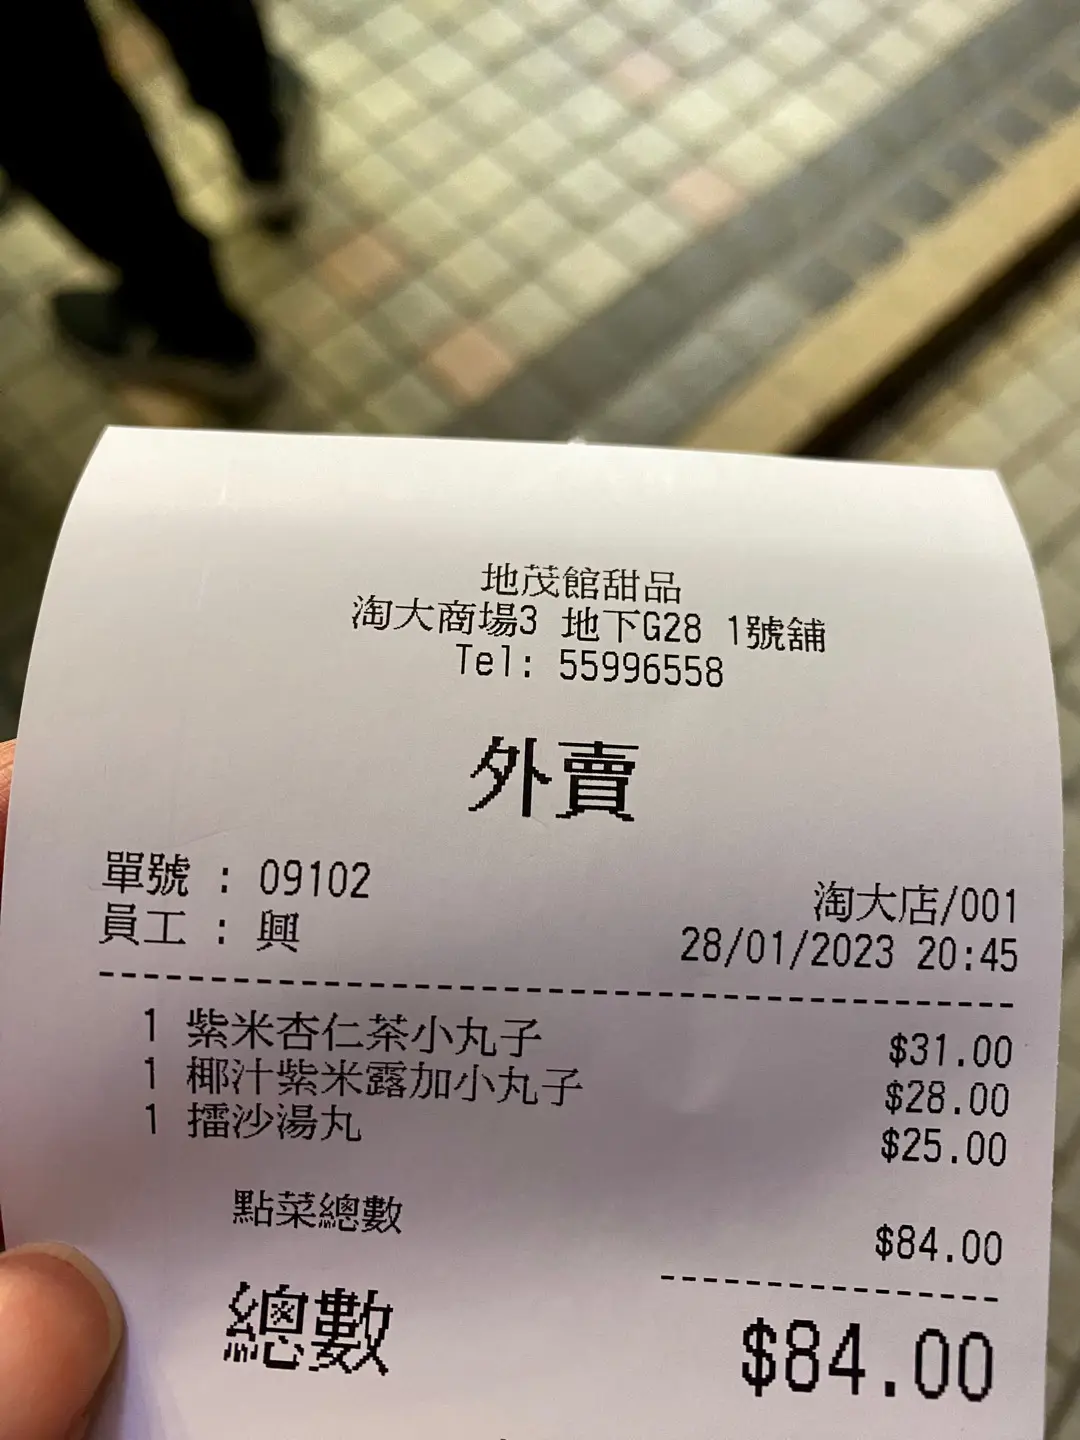 地茂館甜品
淘大商場3 地下G28 1號舖
Tel: 55996558
外賣
單號 : 09102
淘大店/001
員工 : 興
28/01/2023 20:45
1 紫米杏仁茶小丸子 $31.00
1 椰汁紫米露加小丸子 $28.00
1 擂沙湯丸 $25.00
點菜總數 $84.00
總數 $84.00